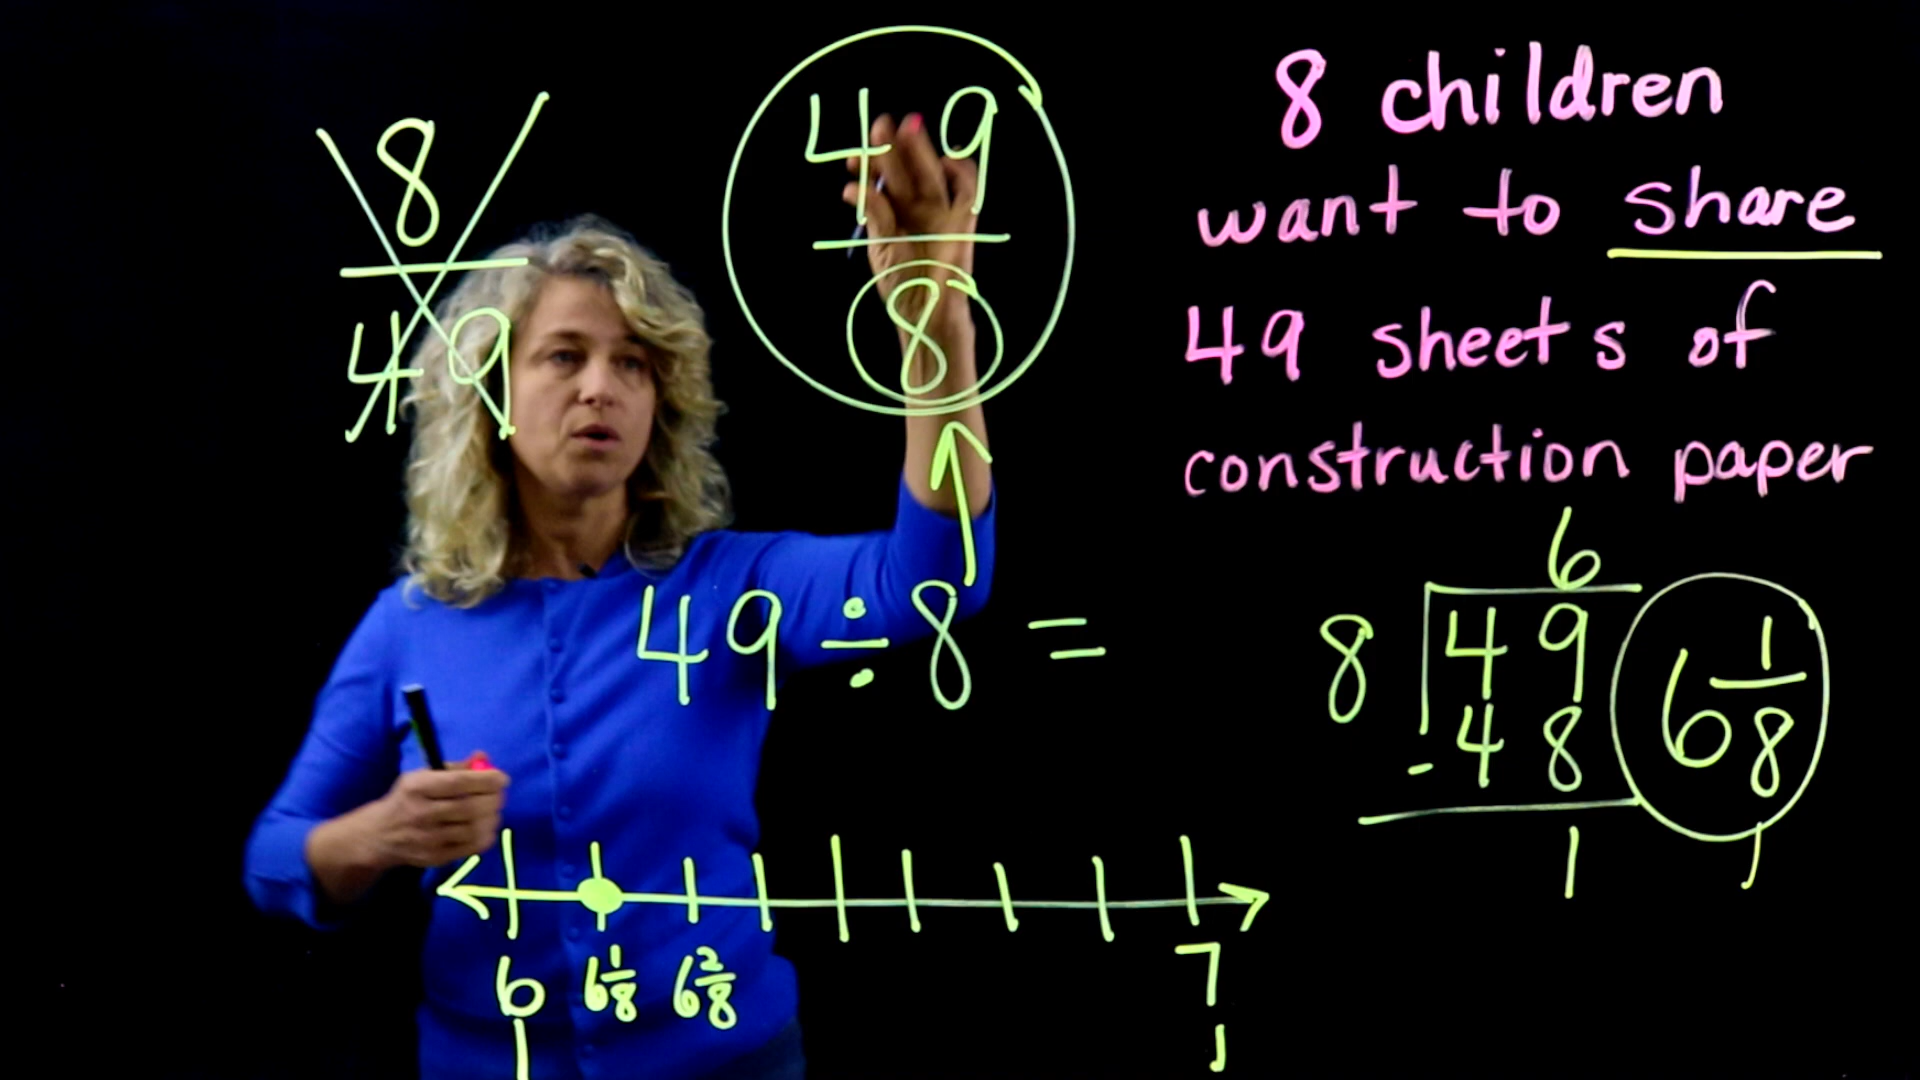 8 children
want to share
49 sheets of
construction paper
8
49
49
8
49 ÷ 8 =
6
8 49
- 48
1
6 1/8
6 6 1/8 6 2/8 7